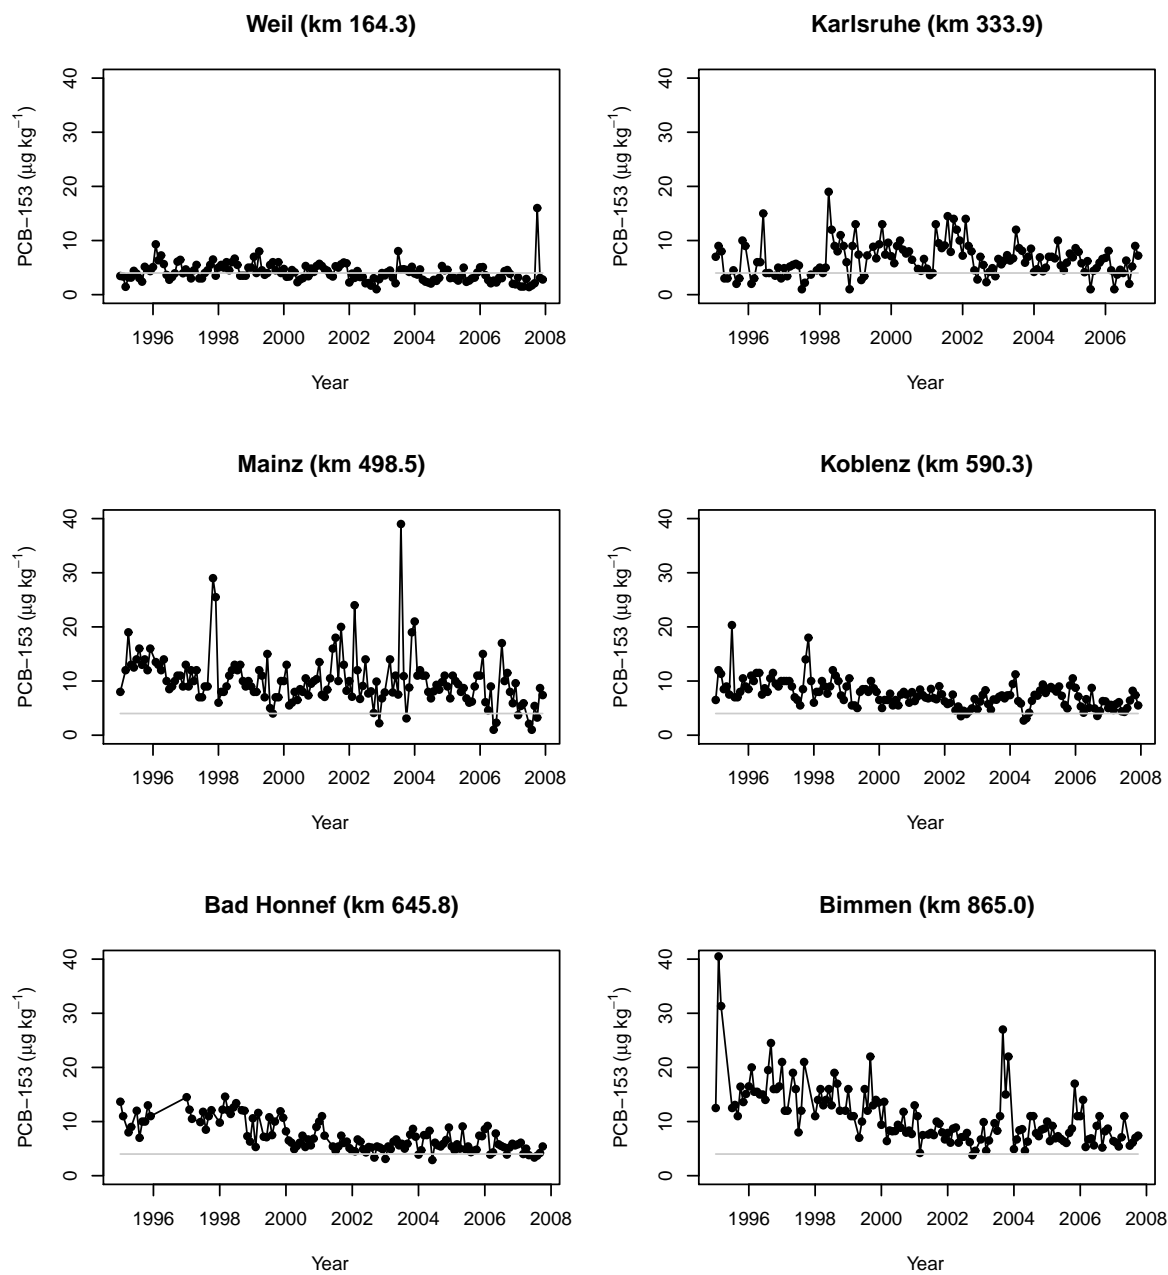 Weil (km 164.3)
PCB−153 (μg kg−1)
0 10 20 30 40
1996 1998 2000 2002 2004 2006 2008
Year
Karlsruhe (km 333.9)
PCB−153 (μg kg−1)
0 10 20 30 40
1996 1998 2000 2002 2004 2006
Year
Mainz (km 498.5)
PCB−153 (μg kg−1)
0 10 20 30 40
1996 1998 2000 2002 2004 2006 2008
Year
Koblenz (km 590.3)
PCB−153 (μg kg−1)
0 10 20 30 40
1996 1998 2000 2002 2004 2006 2008
Year
Bad Honnef (km 645.8)
PCB−153 (μg kg−1)
0 10 20 30 40
1996 1998 2000 2002 2004 2006 2008
Year
Bimmen (km 865.0)
PCB−153 (μg kg−1)
0 10 20 30 40
1996 1998 2000 2002 2004 2006 2008
Year